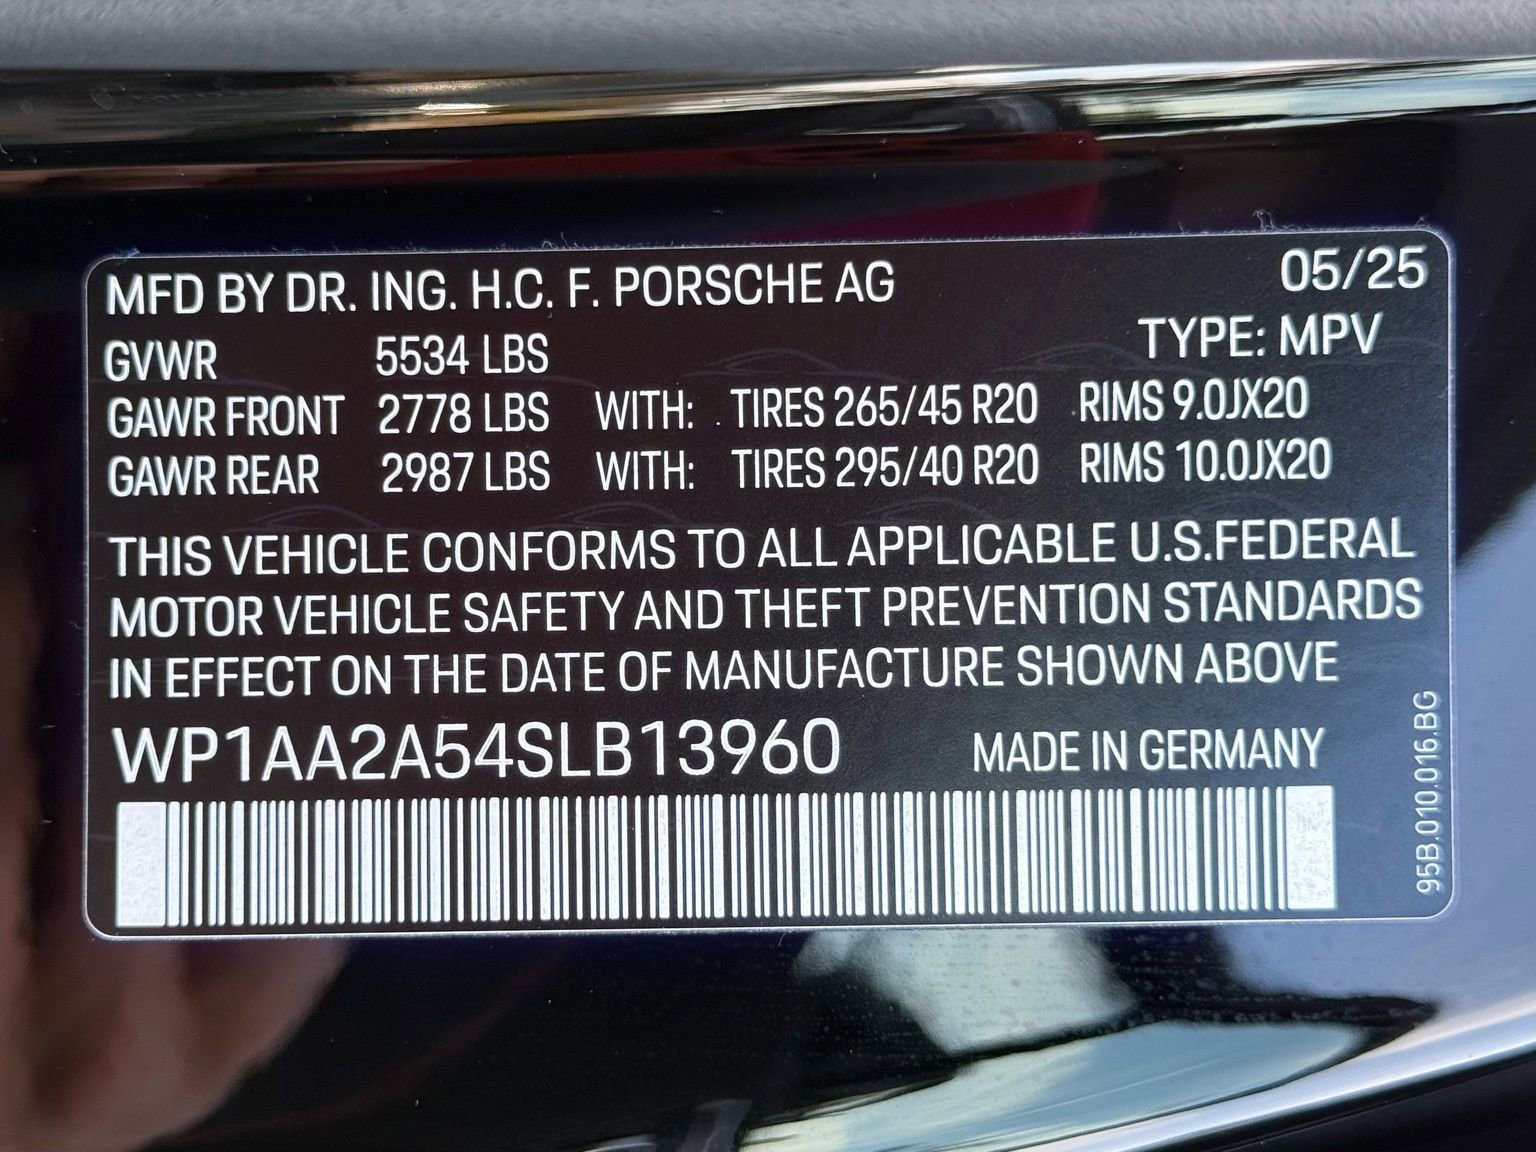 MFD BY DR. ING. H.C. F. PORSCHE AG 05/25
TYPE: MPV
GVWR 5534 LBS
GAWR FRONT 2778 LBS WITH: TIRES 265/45 R20 RIMS 9.0JX20
GAWR REAR 2987 LBS WITH: TIRES 295/40 R20 RIMS 10.0JX20
THIS VEHICLE CONFORMS TO ALL APPLICABLE U.S.FEDERAL
MOTOR VEHICLE SAFETY AND THEFT PREVENTION STANDARDS
IN EFFECT ON THE DATE OF MANUFACTURE SHOWN ABOVE
WP1AA2A54SLB13960 MADE IN GERMANY
95B.010.016.BG